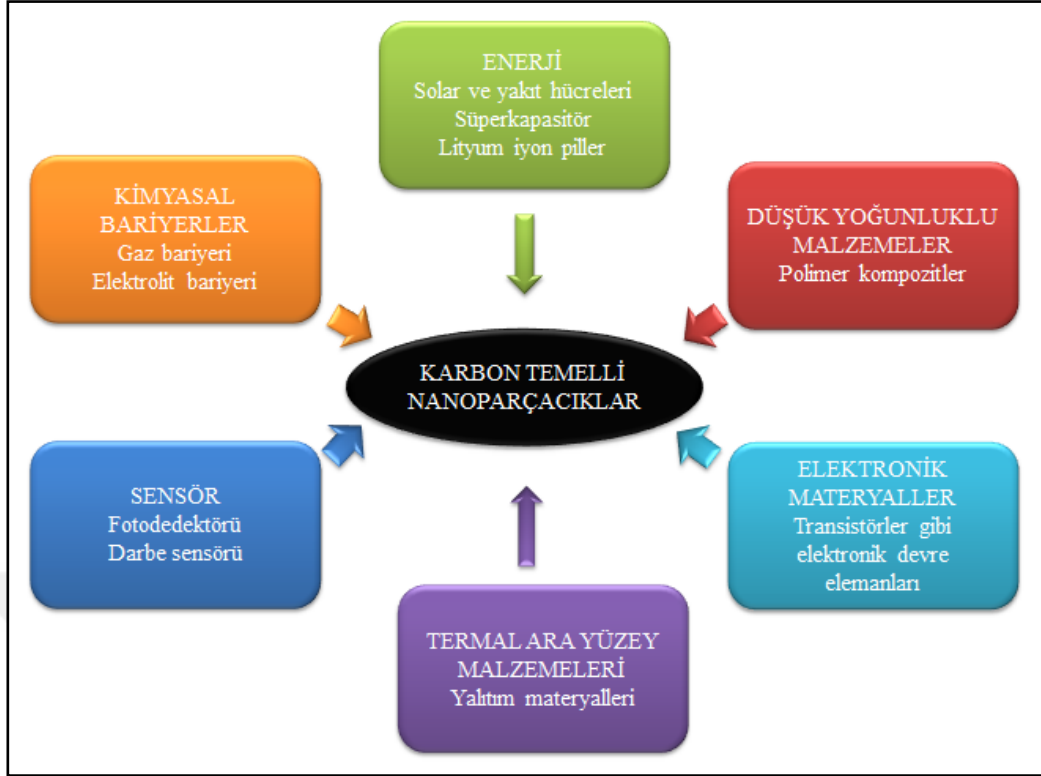 ENERJİ
Solar ve yakıt hücreleri
Süperkapasitör
Lityum iyon piller
KİMYASAL
BARİYERLER
Gaz bariyeri
Elektrolit bariyeri
DÜŞÜK YOĞUNLUKLU
MALZEMELER
Polimer kompozitler
KARBON TEMELLİ
NANOPARÇACIKLAR
SENSÖR
Fotodedektörü
Darbe sensörü
ELEKTRONİK
MATERYALLER
Transistörler gibi
elektronik devre
elemanları
TERMAL ARA YÜZEY
MALZEMELERİ
Yalıtım materyalleri